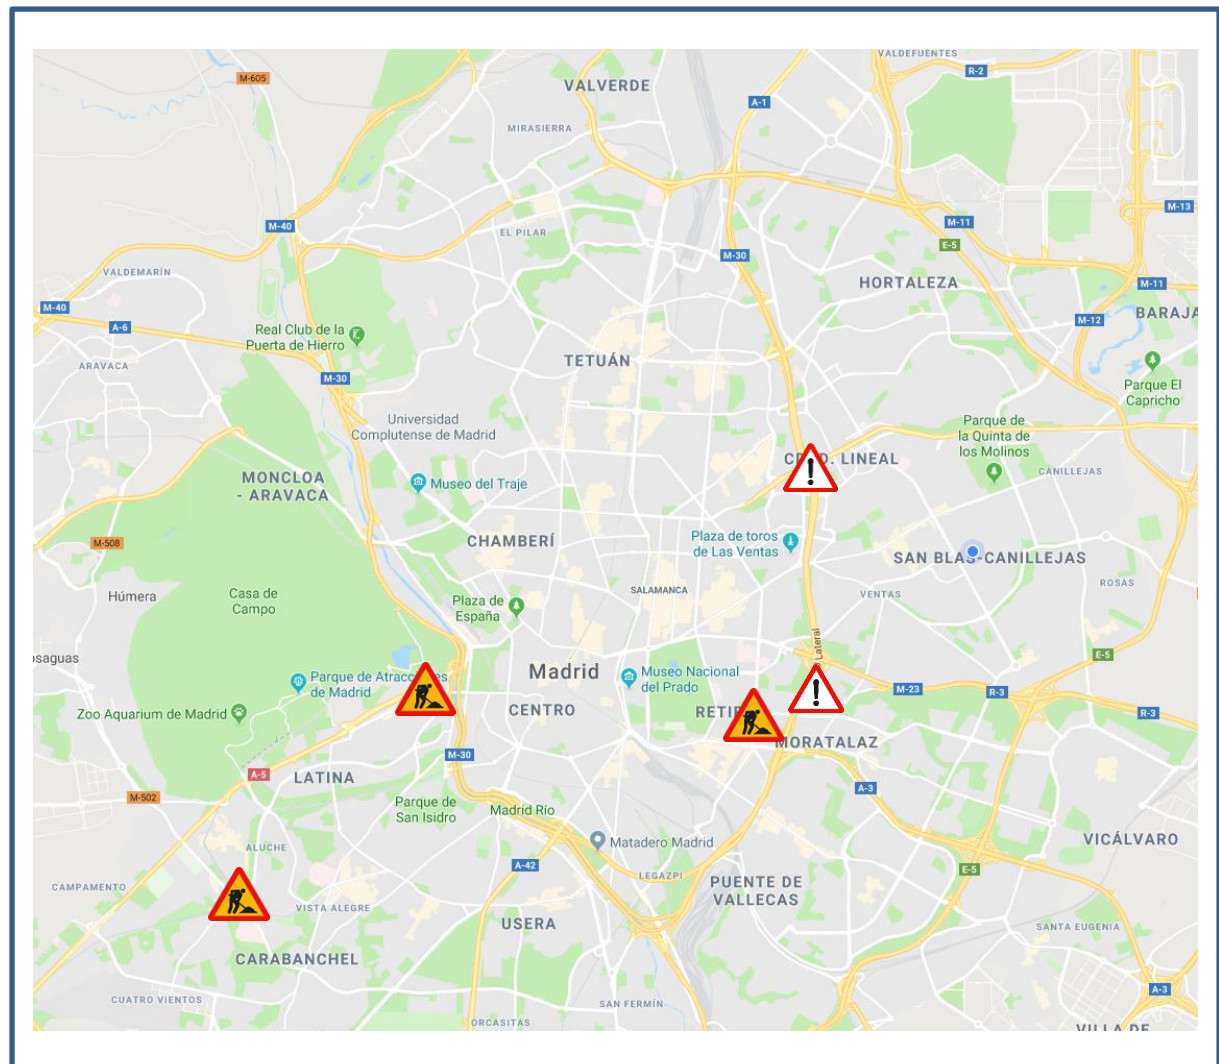 VALDEFUENTES
M-605
R-2
VALVERDE
A-1
MIRASIERRA
M-13
M-40
EL PILAR
M-11
E-5
M-30
VALDEMARÍN
HORTALEZA
M-11
M-40
BARAJA
A-6
Real Club de la
Puerta de Hierro
M-12
TETUÁN
ARAVACA
M-30
Parque El
Capricho
Universidad
Complutense de Madrid
Parque de
la Quinta de
los Molinos
LINEAL
CANILLEJAS
MONCLOA
- ARAVACA
Museo del Traje
M-508
CHAMBERÍ
Plaza de toros
de Las Ventas
SAN BLAS-CANILLEJAS
ROSAS
Húmera
Casa de
Campo
Plaza de
España
SALAMANCA
VENTAS
Lateral
osaguas
E-5
Madrid
Museo Nacional
del Prado
Parque de Atracciones
de Madrid
M-23
R-3
Zoo Aquarium de Madrid
CENTRO
RETIR
R-3
MORATALAZ
M-30
A-5
LATINA
A-3
M-502
Parque de
San Isidro
Madrid Río
Matadero Madrid
VICÁLVARO
ALUCHE
A-42
LEGAZPI
E-5
CAMPAMENTO
PUENTE DE
VALLECAS
VISTA ALEGRE
USERA
SANTA EUGENIA
CARABANCHEL
A-3
CUATRO VIENTOS
SAN FERMÍN
ORCASITAS
VILLA DE